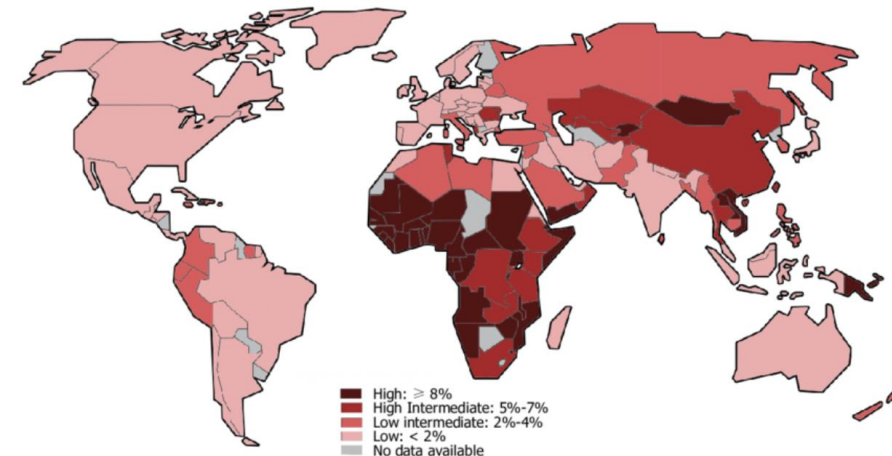 High: ⩾ 8%
High Intermediate: 5%-7%
Low intermediate: 2%-4%
Low: < 2%
No data available